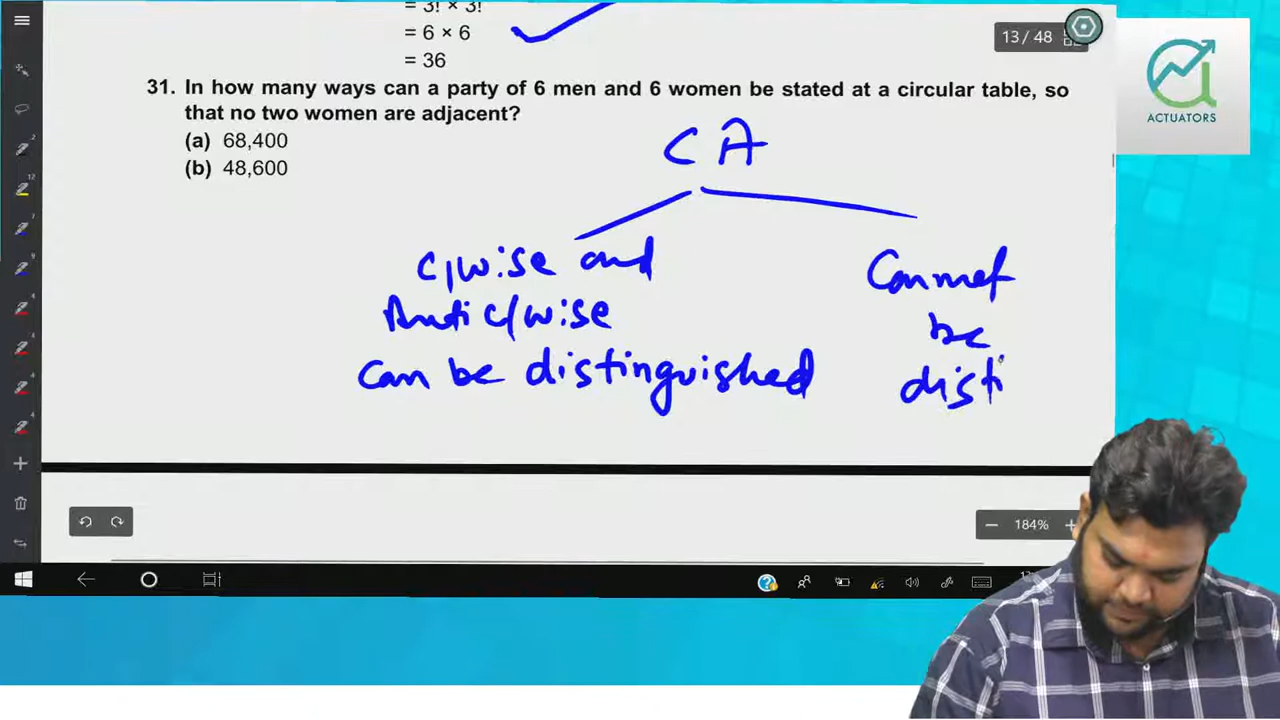 = 3! × 3!
= 6 × 6
= 36
13 / 48
ACTUATORS
31. In how many ways can a party of 6 men and 6 women be stated at a circular table, so
that no two women are adjacent?
(a) 68,400
(b) 48,600
C A
c/wise and
Anti c/wise
can be distinguished
Cannot
be
disti
184%